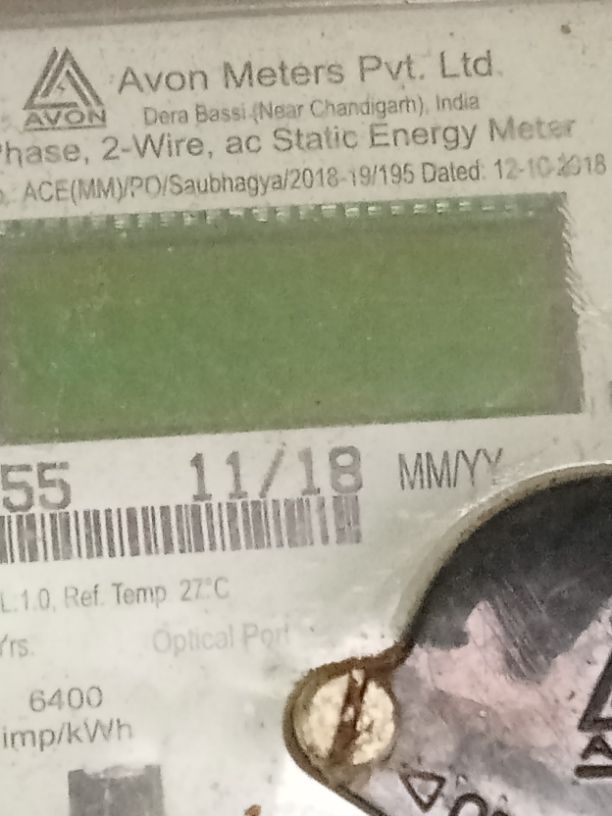 Avon Meters Pvt. Ltd.
AVON
Dera Bassi (Near Chandigarh), India
Phase, 2-Wire, ac Static Energy Meter
ACE(MM)/PO/Saubhagya/2018-19/195 Dated: 12-10-2018
55 11/18 MM/YY
L:1.0, Ref. Temp. 27°C
Yrs. Optical Port
6400
imp/kWh